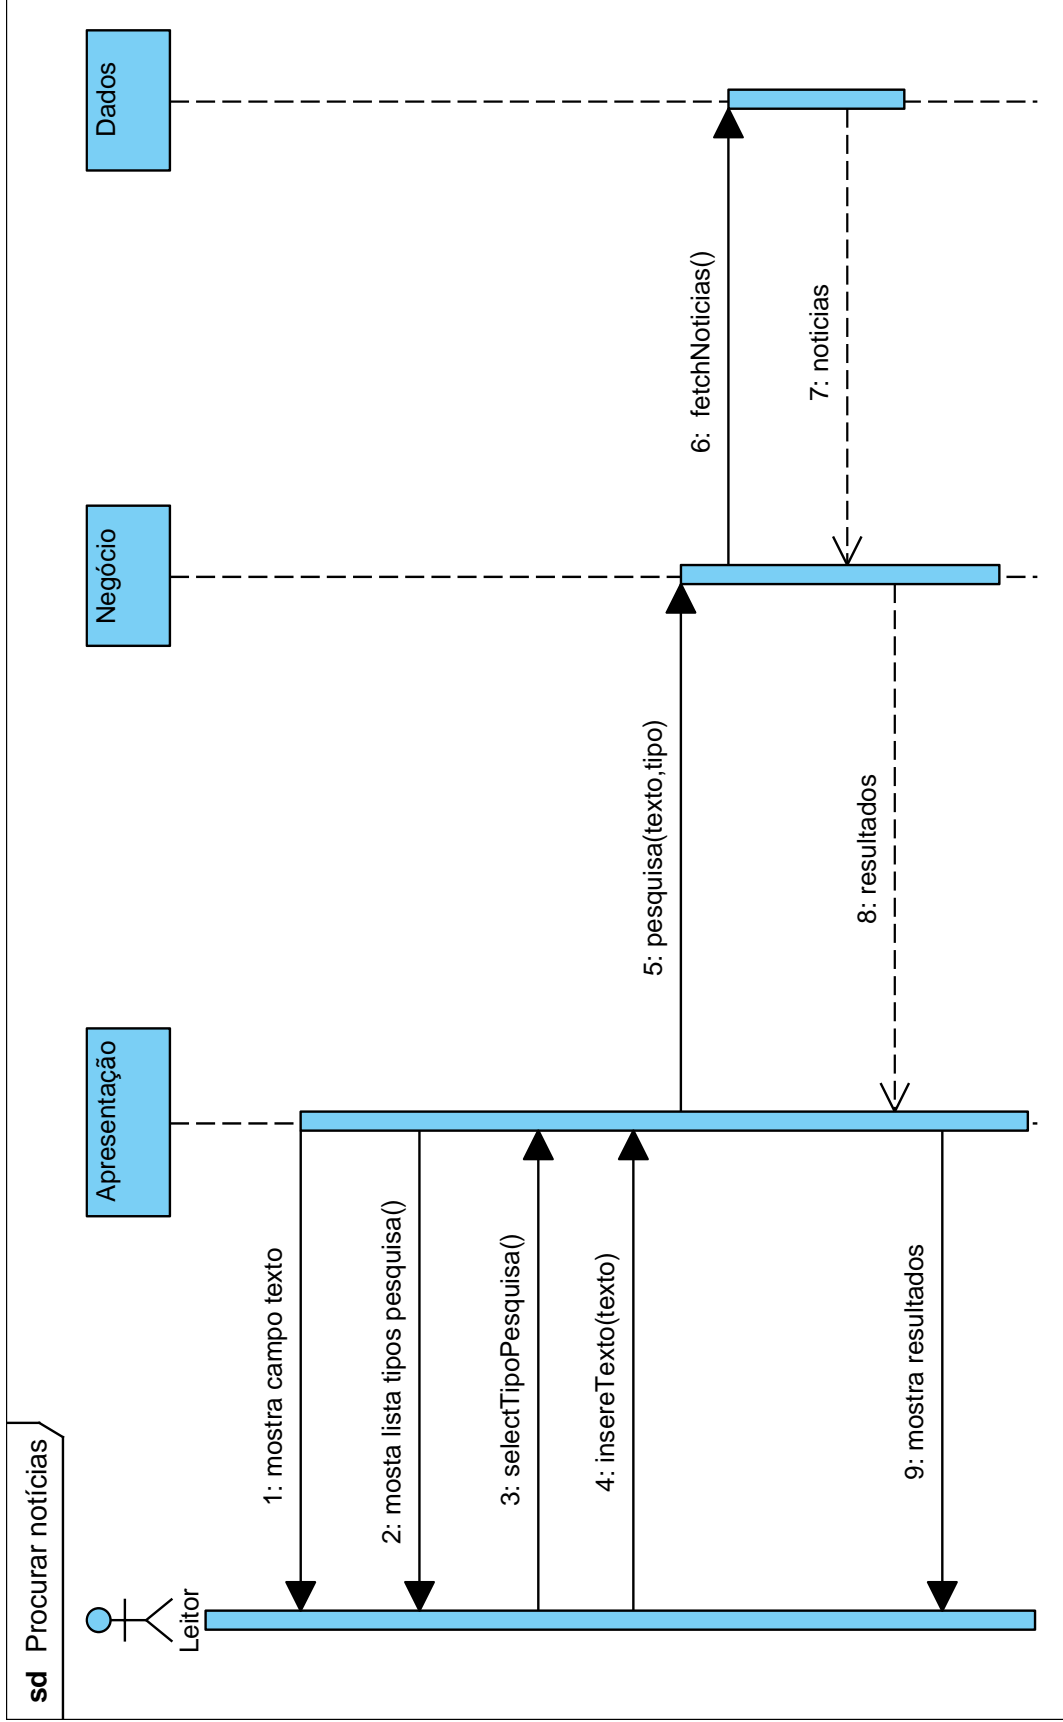 sd Procurar notícias
Leitor
Apresentação
Negócio
Dados
1: mostra campo texto
2: mosta lista tipos pesquisa()
3: selectTipoPesquisa()
4: insereTexto(texto)
5: pesquisa(texto,tipo)
6: fetchNoticias()
7: noticias
8: resultados
9: mostra resultados